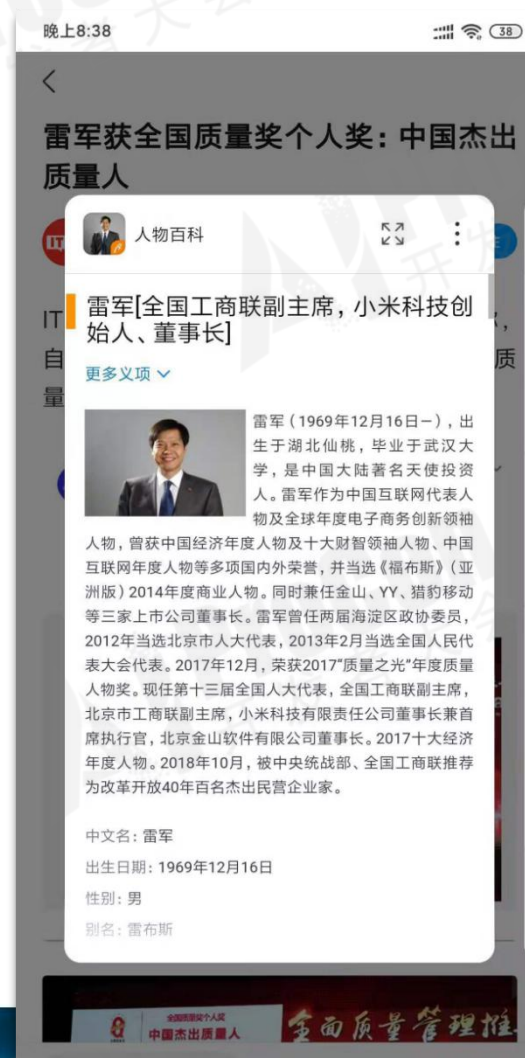 晚上8:38
38
雷军获全国质量奖个人奖：中国杰出
质量人
人物百科
IT
自
质
量
雷军[全国工商联副主席，小米科技创
始人、董事长]
更多义项
雷军（1969年12月16日－），出
生于湖北仙桃，毕业于武汉大
学，是中国大陆著名天使投资
人。雷军作为中国互联网代表人
物及全球年度电子商务创新领袖
人物，曾获中国经济年度人物及十大财智领袖人物、中国
互联网年度人物等多项国内外荣誉，并当选《福布斯》（亚
洲版）2014年度商业人物。同时兼任金山、YY、猎豹移动
等三家上市公司董事长。雷军曾任两届海淀区政协委员，
2012年当选北京市人大代表，2013年2月当选全国人民代
表大会代表。2017年12月，荣获2017"质量之光"年度质量
人物奖。现任第十三届全国人大代表，全国工商联副主席，
北京市工商联副主席，小米科技有限责任公司董事长兼首
席执行官，北京金山软件有限公司董事长。2017十大经济
年度人物。2018年10月，被中央统战部、全国工商联推荐
为改革开放40年百名杰出民营企业家。
中文名：雷军
出生日期：1969年12月16日
性别：男
别名：雷布斯
全国质量奖个人奖
中国杰出质量人
全面质量管理推